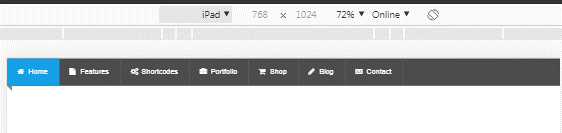 iPad ▼ 768 × 1024 72% ▼ Online ▼
Home Features Shortcodes Portfolio Shop Blog Contact